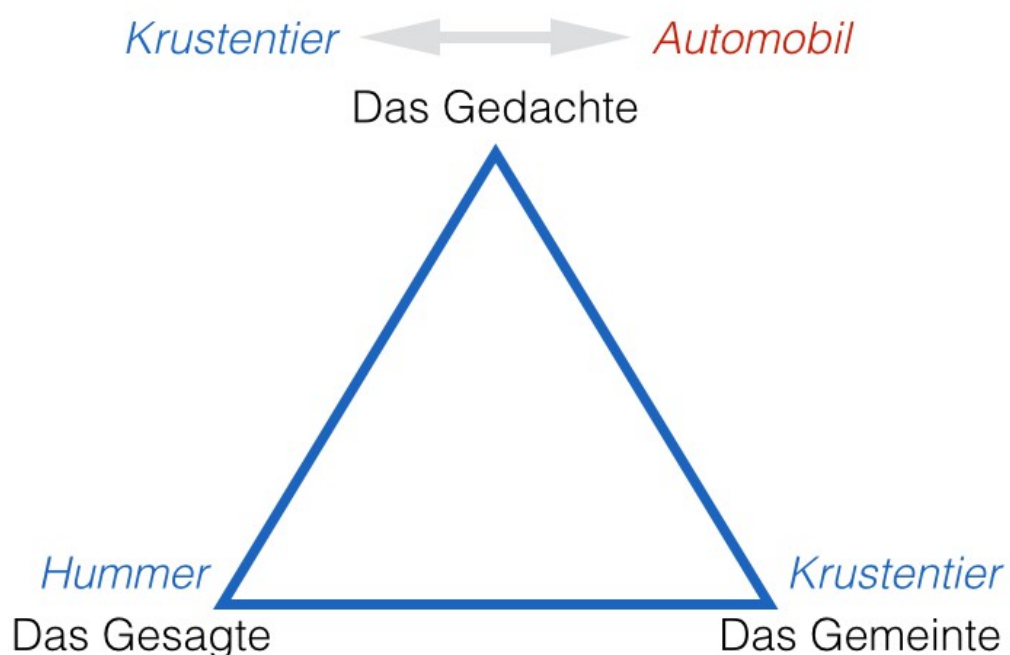 Krustentier Automobil
Das Gedachte
Hummer Krustentier
Das Gesagte Das Gemeinte